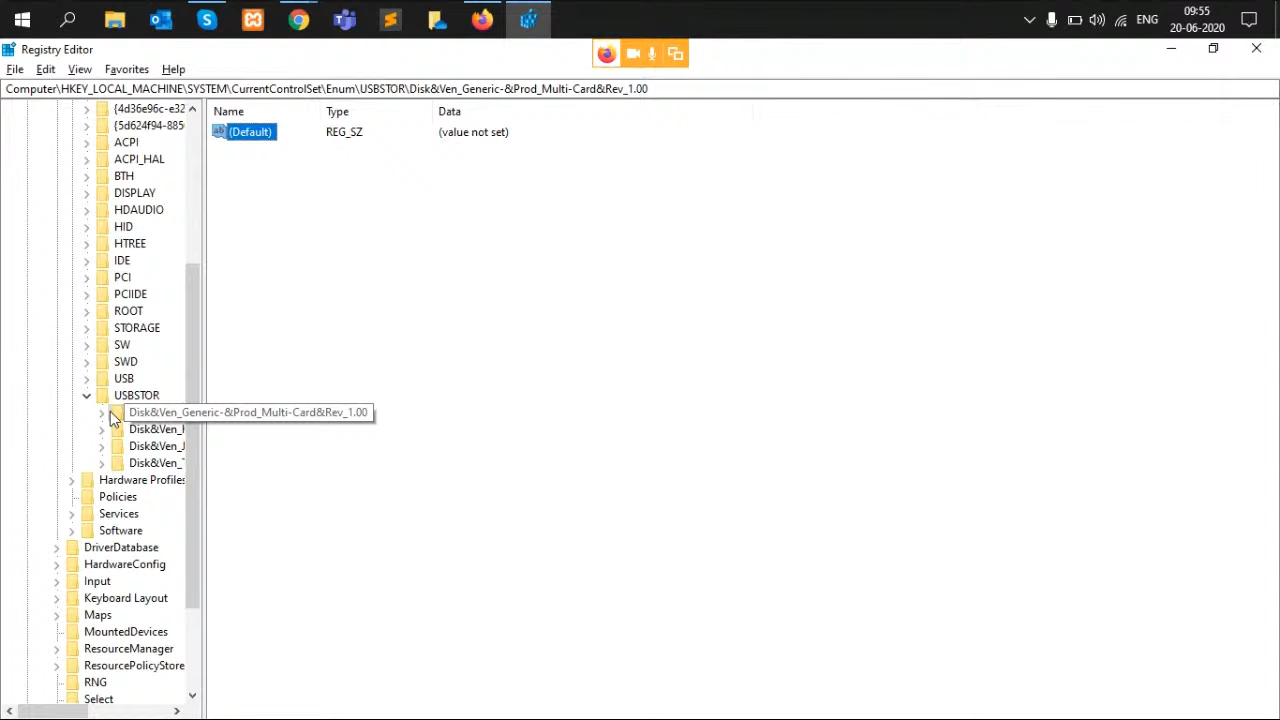 09:55
ENG
20-06-2020
Registry Editor
File Edit View Favorites Help
Computer\HKEY_LOCAL_MACHINE\SYSTEM\CurrentControlSet\Enum\USBSTOR\Disk&Ven_Generic-&Prod_Multi-Card&Rev_1.00
Name Type Data
(Default) REG_SZ (value not set)
{4d36e96c-e32
{5d624f94-885
ACPI
ACPI_HAL
BTH
DISPLAY
HDAUDIO
HID
HTREE
IDE
PCI
PCIIDE
ROOT
STORAGE
SW
SWD
USB
USBSTOR
Disk&Ven_Generic-&Prod_Multi-Card&Rev_1.00
Disk&Ven_
Disk&Ven_J
Disk&Ven_
Hardware Profiles
Policies
Services
Software
DriverDatabase
HardwareConfig
Input
Keyboard Layout
Maps
MountedDevices
ResourceManager
ResourcePolicyStore
RNG
Select